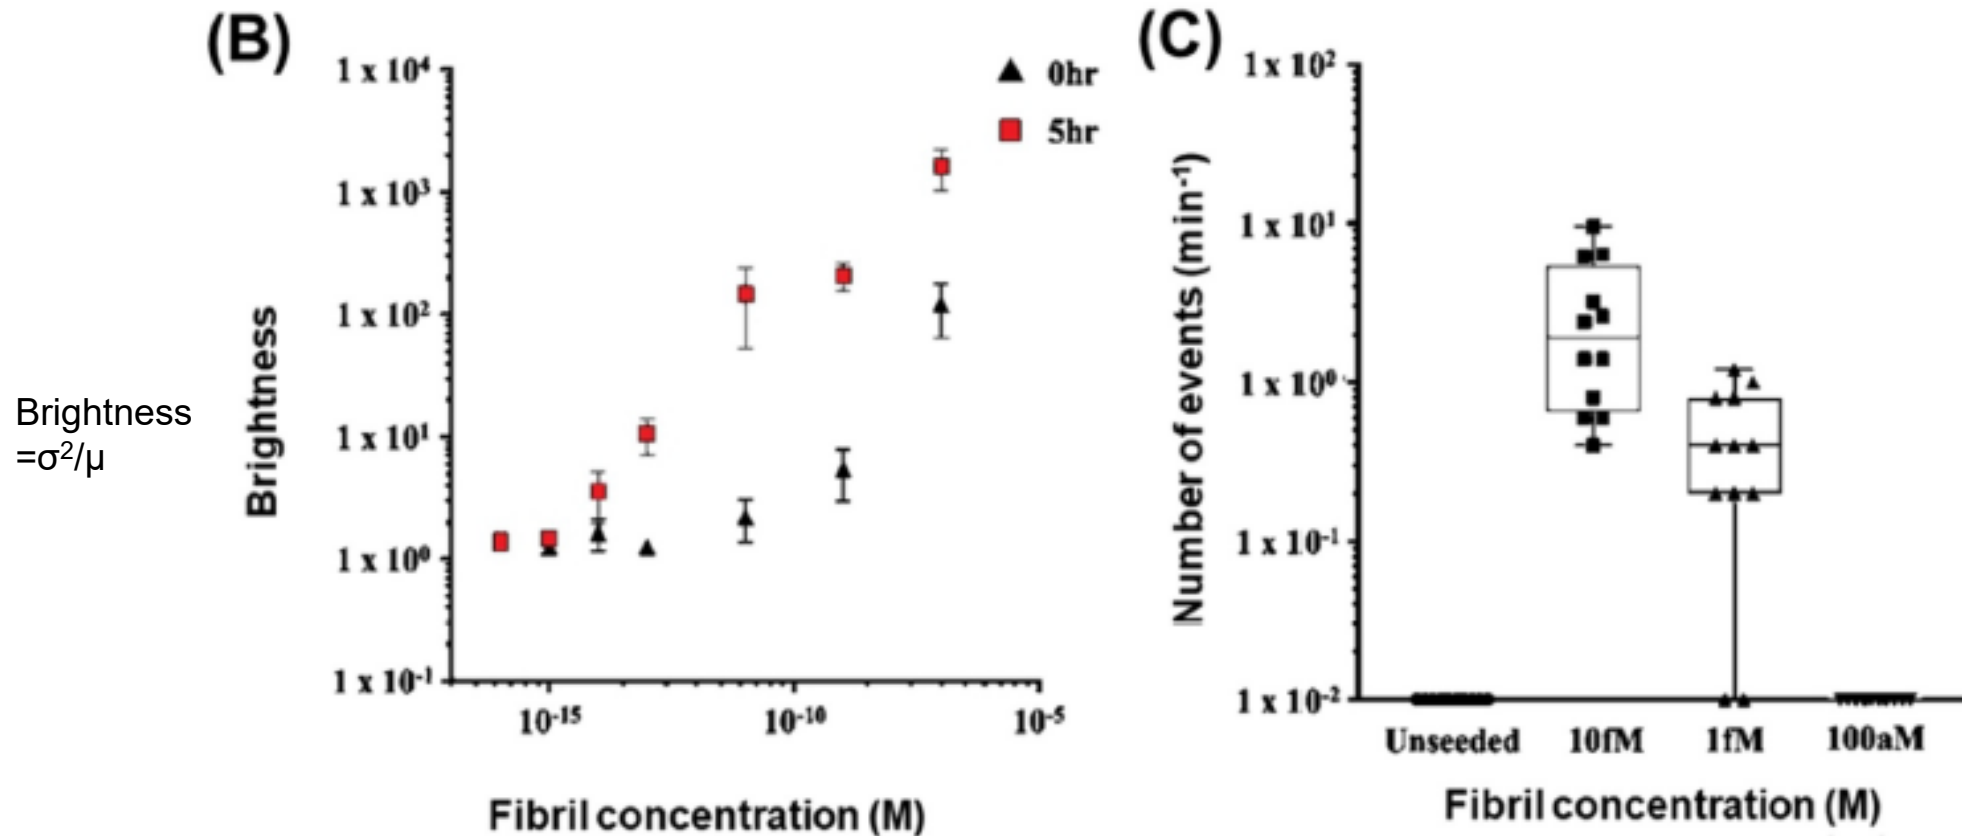 (B)
1 x 10⁴
1 x 10³
1 x 10²
1 x 10¹
1 x 10⁰
1 x 10⁻¹
Brightness
0hr
5hr
10⁻¹⁵
10⁻¹⁰
10⁻⁵
Fibril concentration (M)
Brightness
=σ²/μ
(C)
1 x 10²
1 x 10¹
1 x 10⁰
1 x 10⁻¹
1 x 10⁻²
Number of events (min⁻¹)
Unseeded
10fM
1fM
100aM
Fibril concentration (M)